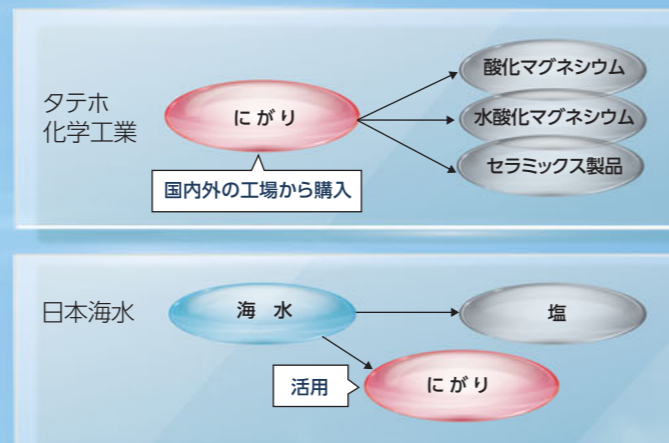 タテホ
化学工業
にがり
国内外の工場から購入
酸化マグネシウム
水酸化マグネシウム
セラミックス製品
日本海水
海水
塩
活用
にがり